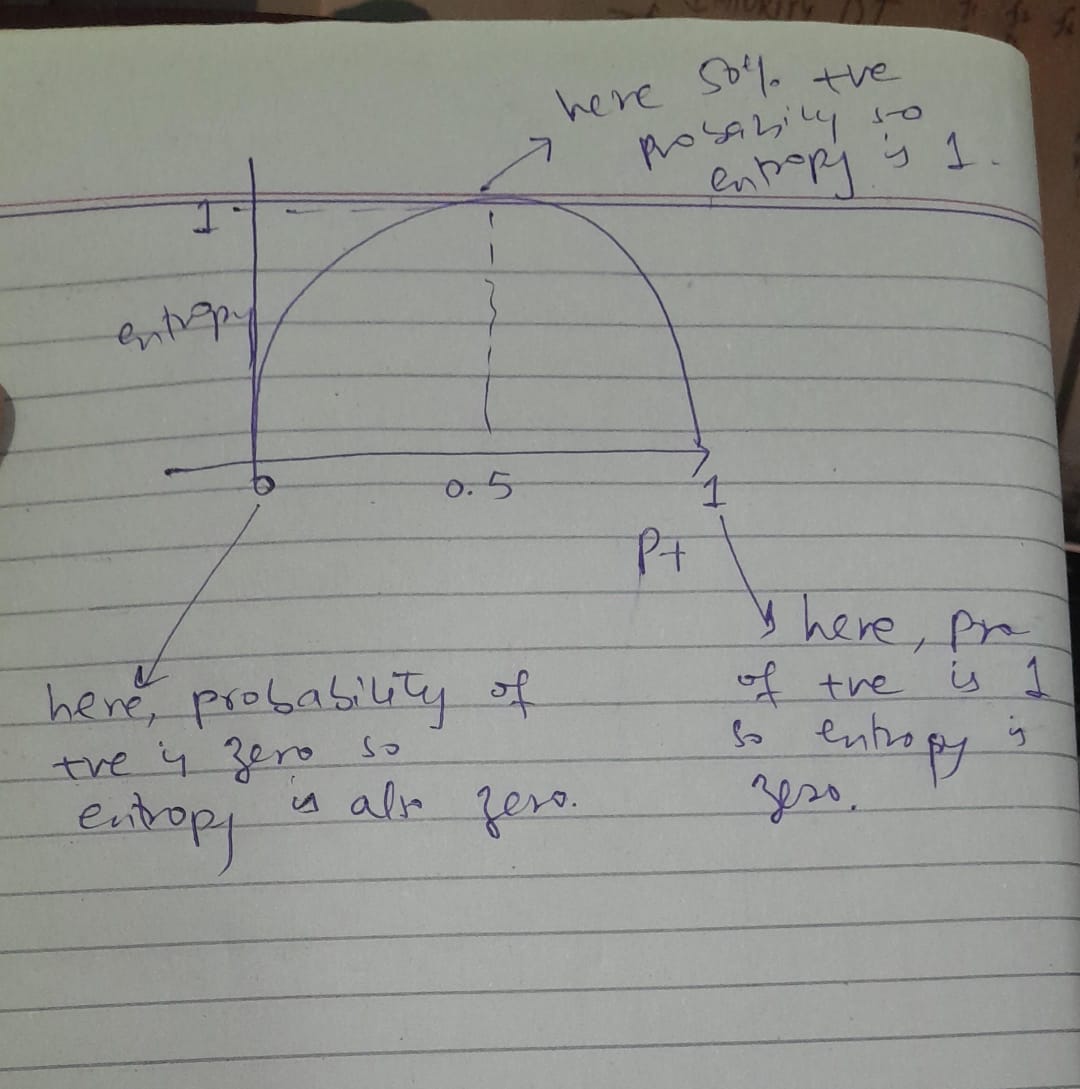 here 50% +ve
probability so
entropy is 1.
1
entropy
0
0.5
1
P+
here, probability of
+ve is zero so
entropy is also zero.
here, pro
of +ve is 1
so entropy is
zero.